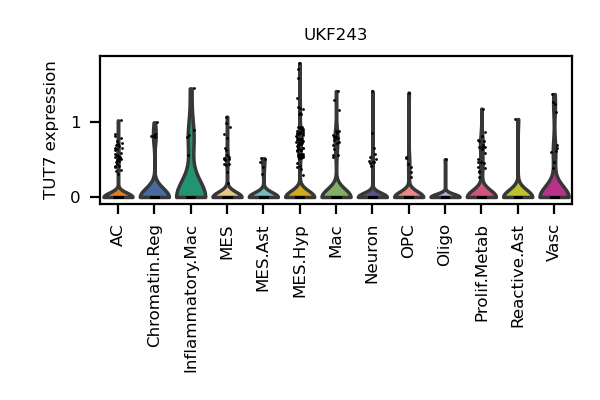 UKF243
TUT7 expression
1
0
AC
Chromatin.Reg
Inflammatory.Mac
MES
MES.Ast
MES.Hyp
Mac
Neuron
OPC
Oligo
Prolif.Metab
Reactive.Ast
Vasc